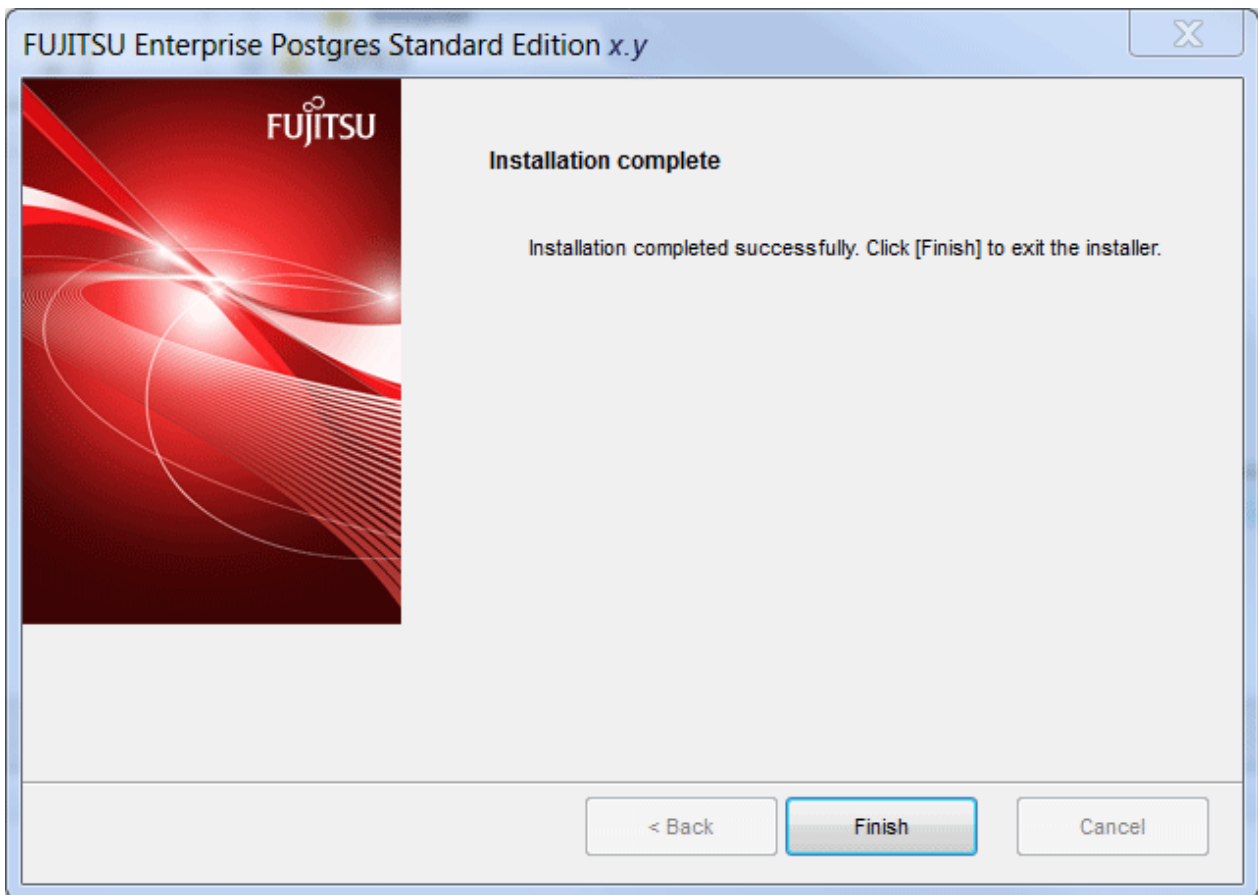 FUJITSU Enterprise Postgres Standard Edition x.y
FUJITSU
Installation complete
Installation completed successfully. Click [Finish] to exit the installer.
< Back
Finish
Cancel